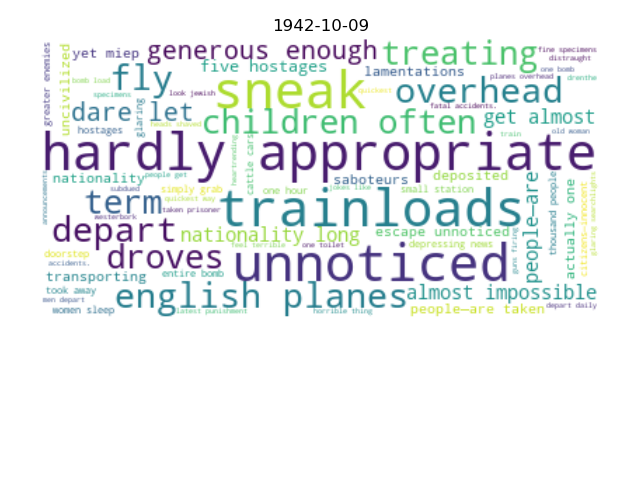 1942-10-09
greater enemies
uncivilized
yet miep
generous enough
treating
fine specimens
distraught
bomb load
fly
five hostages
lamentations
one bomb
planes overhead
drenthe
specimens
look jewish
sneak
quickest
overhead
glaring
dare let
fatal accidents.
hostages
heads shaved
children often
get almost
train
old woman
hardly appropriate
heartrending
cattle cars
announcements
nationality
people get
subdued
simply grab
quickest way
taken prisoner
one hour
saboteurs
jokes like
deposited
small station
term
westerbork
trainloads
people—are
thousand people
actually one
citizens—innocent
glaring searchlights
depart
nationality long
escape unnoticed
feel terrible
one toilet
depressing news
guns firing
doorstep
accidents.
droves
unnoticed
transporting
entire bomb
took away
men depart
english planes
almost impossible
women sleep
latest punishment
horrible thing
people—are taken
depart daily